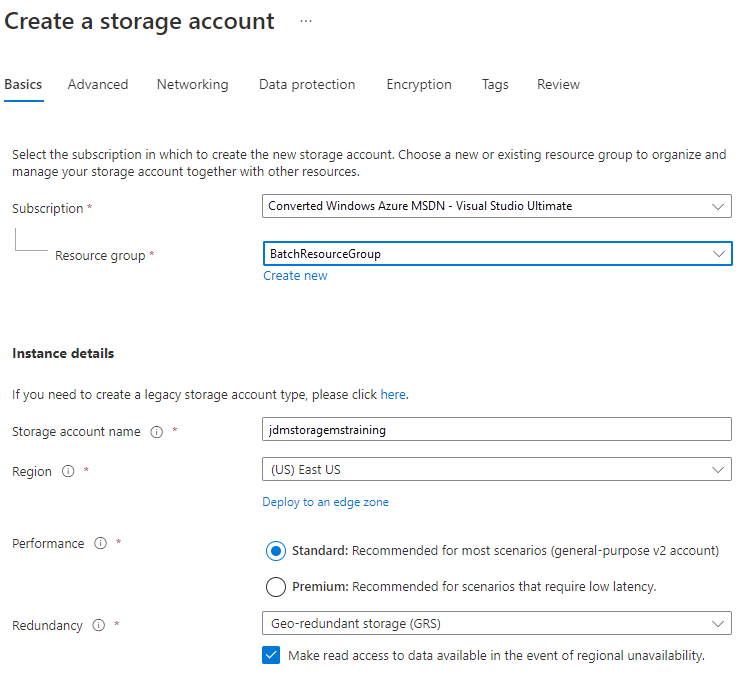 Create a storage account ...
Basics Advanced Networking Data protection Encryption Tags Review
Select the subscription in which to create the new storage account. Choose a new or existing resource group to organize and
manage your storage account together with other resources.
Subscription * Converted Windows Azure MSDN - Visual Studio Ultimate
Resource group * BatchResourceGroup
Create new
Instance details
If you need to create a legacy storage account type, please click here.
Storage account name * jdmstoragemstraining
Region * (US) East US
Deploy to an edge zone
Performance * Standard: Recommended for most scenarios (general-purpose v2 account)
Premium: Recommended for scenarios that require low latency.
Redundancy * Geo-redundant storage (GRS)
Make read access to data available in the event of regional unavailability.